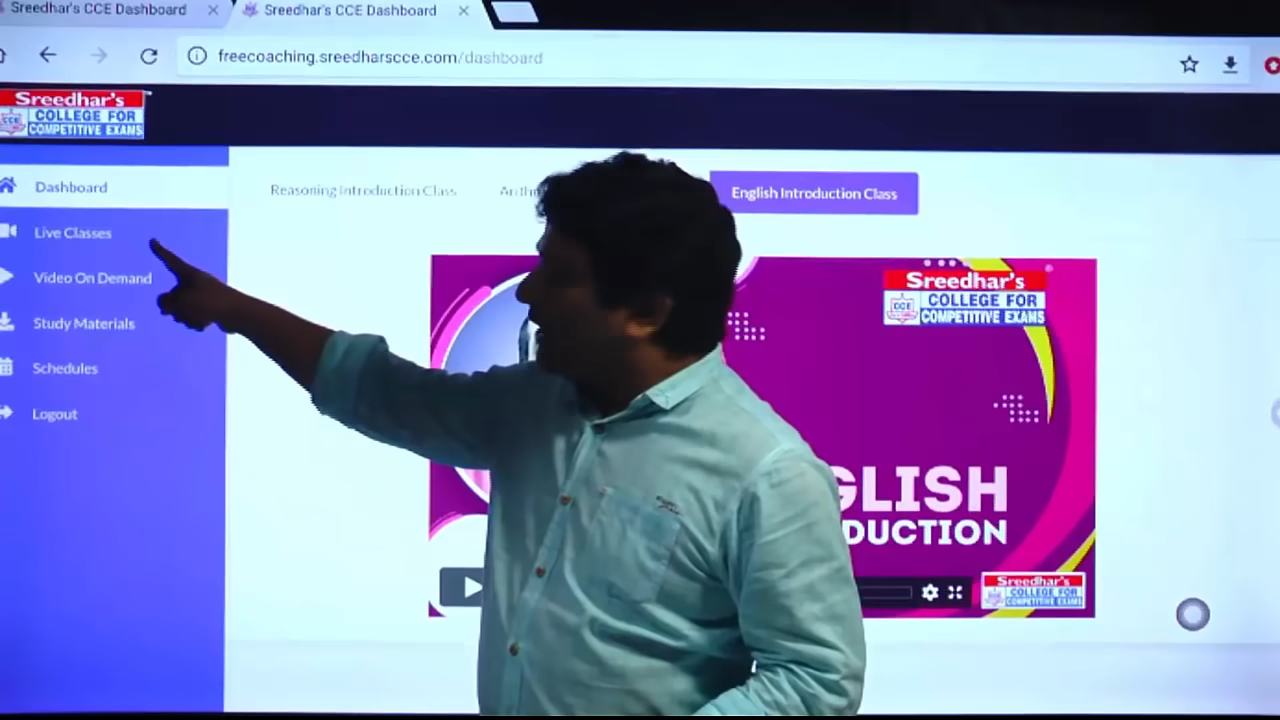 Sreedhar's CCE Dashboard
Sreedhar's CCE Dashboard
freecoaching.sreedharscce.com/dashboard
Sreedhar's
CCE
COLLEGE FOR
COMPETITIVE EXAMS
Dashboard
Live Classes
Video On Demand
Study Materials
Schedules
Logout
Reasoning Introduction Class
English Introduction Class
Sreedhar's
CCE
COLLEGE FOR
COMPETITIVE EXAMS
GLISH
DUCTION
Sreedhar's
COLLEGE FOR
COMPETITIVE EXAMS